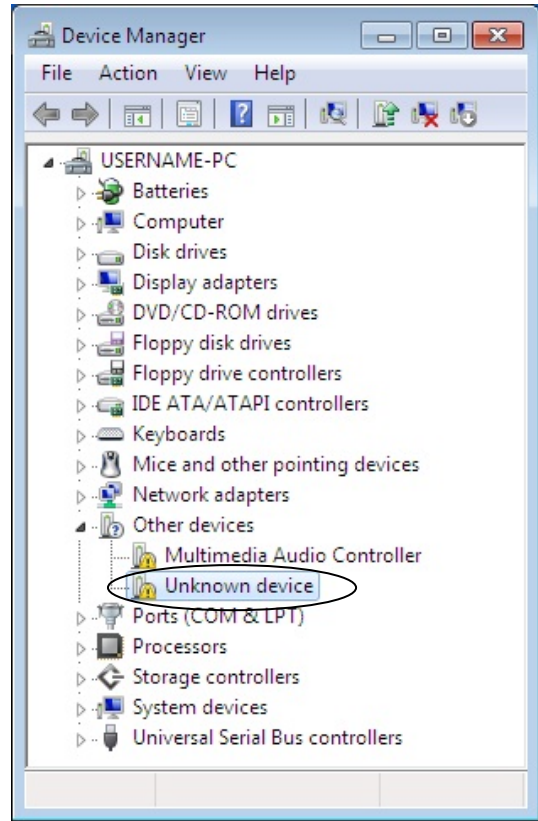 Device Manager
File Action View Help
USERNAME-PC
Batteries
Computer
Disk drives
Display adapters
DVD/CD-ROM drives
Floppy disk drives
Floppy drive controllers
IDE ATA/ATAPI controllers
Keyboards
Mice and other pointing devices
Network adapters
Other devices
Multimedia Audio Controller
Unknown device
Ports (COM & LPT)
Processors
Storage controllers
System devices
Universal Serial Bus controllers